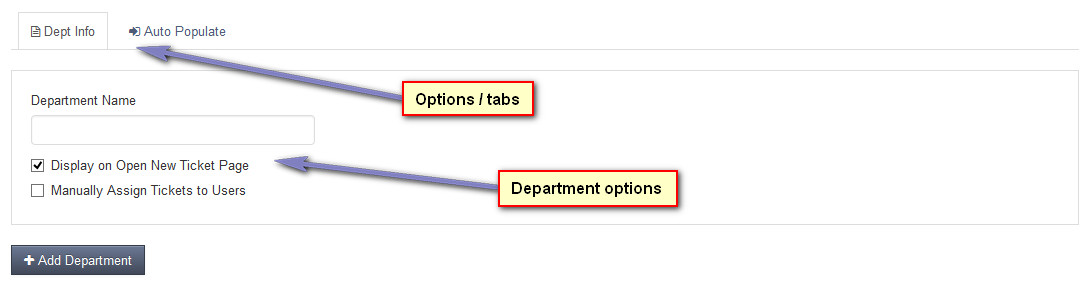 Dept Info Auto Populate
Options / tabs
Department Name
Display on Open New Ticket Page
Department options
Manually Assign Tickets to Users
Add Department